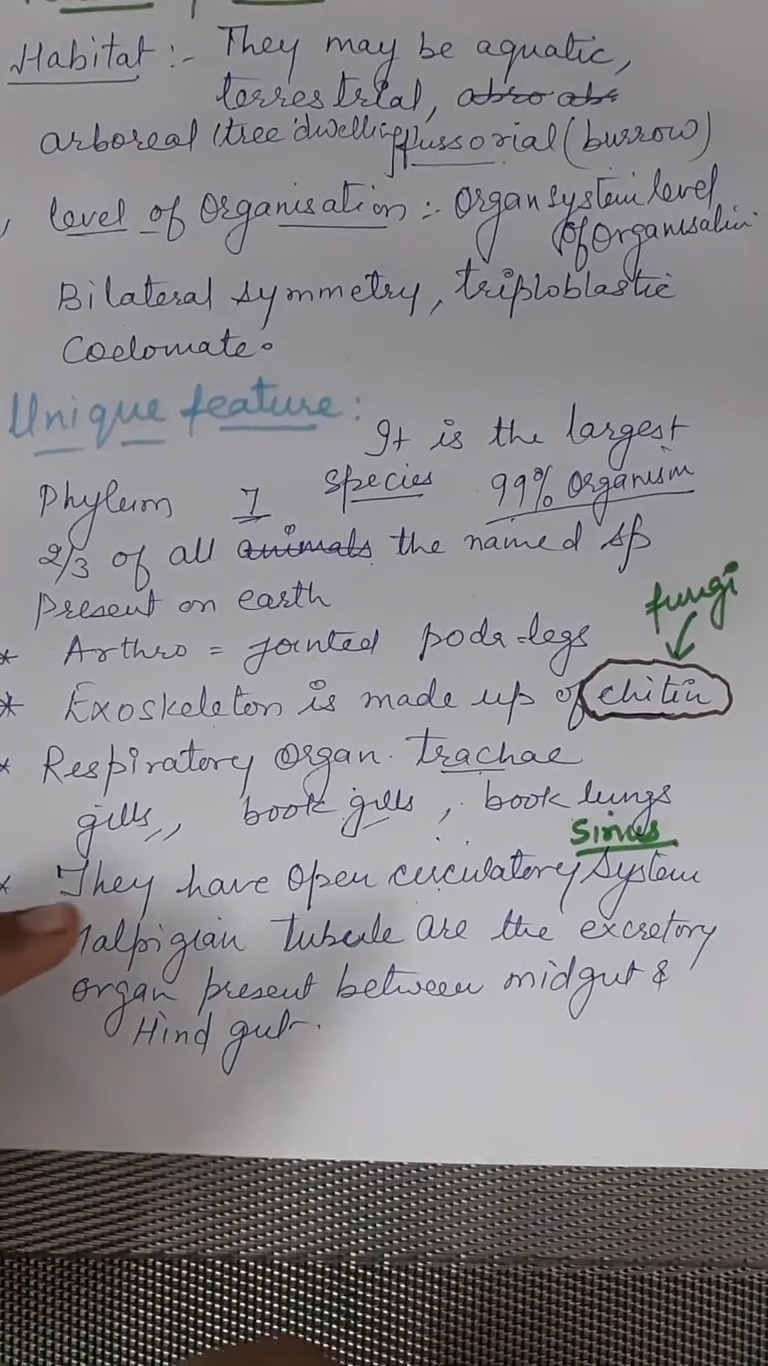 Habitat :- They may be aquatic,
terrestrial, abro abs
arboreal (tree dwelling fussorial (burrow)
level of Organisation :- Organ system level
of Organisation
Bilateral symmetry, triploblastic
Coelomate.
Unique feature :
It is the largest
Phylum 7 species 99% Organism
2/3 of all animals the named sp
present on earth
* Arthro = jointed poda = legs
fungi
* Exoskeleton is made up of chitin
* Respiratory Organ. trachae
gills,, book gills, book lungs
Sinus
* They have Open circulatory System
Malpigian tubule are the excretory
organ present between midgut &
Hind gut.